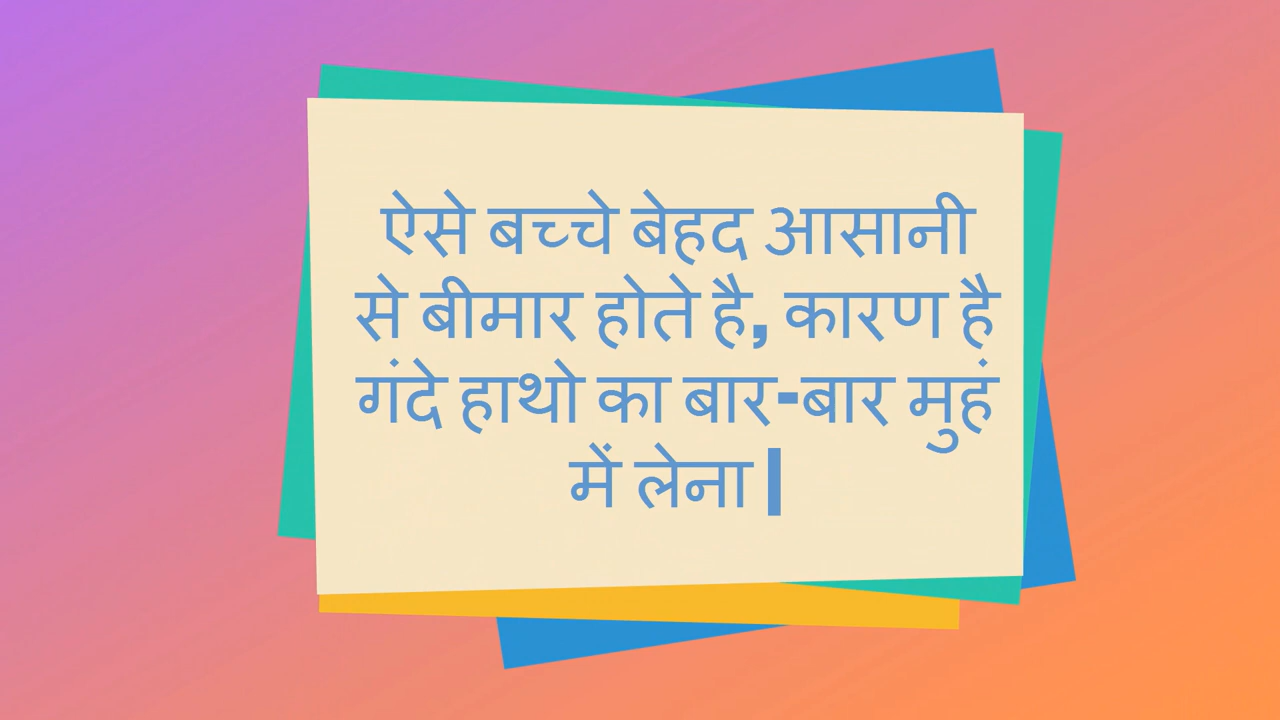 ऐसे बच्चे बेहद आसानी
से बीमार होते है, कारण है
गंदे हाथो का बार-बार मुहं
में लेना|